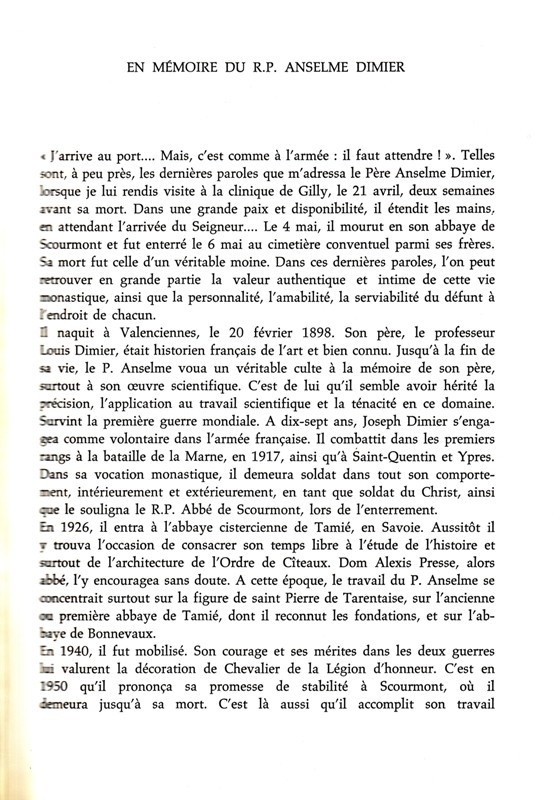 EN MÉMOIRE DU R.P. ANSELME DIMIER
« J'arrive au port.... Mais, c'est comme à l'armée : il faut attendre ! ». Telles
sont, à peu près, les dernières paroles que m'adressa le Père Anselme Dimier,
lorsque je lui rendis visite à la clinique de Gilly, le 21 avril, deux semaines
avant sa mort. Dans une grande paix et disponibilité, il étendit les mains,
en attendant l'arrivée du Seigneur.... Le 4 mai, il mourut en son abbaye de
Scourmont et fut enterré le 6 mai au cimetière conventuel parmi ses frères.
Sa mort fut celle d'un véritable moine. Dans ces dernières paroles, l'on peut
retrouver en grande partie la valeur authentique et intime de cette vie
monastique, ainsi que la personnalité, l'amabilité, la serviabilité du défunt à
l'endroit de chacun.
Il naquit à Valenciennes, le 20 février 1898. Son père, le professeur
Louis Dimier, était historien français de l'art et bien connu. Jusqu'à la fin de
sa vie, le P. Anselme voua un véritable culte à la mémoire de son père,
surtout à son œuvre scientifique. C'est de lui qu'il semble avoir hérité la
précision, l'application au travail scientifique et la ténacité en ce domaine.
Survint la première guerre mondiale. A dix-sept ans, Joseph Dimier s'enga-
gea comme volontaire dans l'armée française. Il combattit dans les premiers
rangs à la bataille de la Marne, en 1917, ainsi qu'à Saint-Quentin et Ypres.
Dans sa vocation monastique, il demeura soldat dans tout son comporte-
ment, intérieurement et extérieurement, en tant que soldat du Christ, ainsi
que le souligna le R.P. Abbé de Scourmont, lors de l'enterrement.
En 1926, il entra à l'abbaye cistercienne de Tamié, en Savoie. Aussitôt il
y trouva l'occasion de consacrer son temps libre à l'étude de l'histoire et
surtout de l'architecture de l'Ordre de Cîteaux. Dom Alexis Presse, alors
abbé, l'y encouragea sans doute. A cette époque, le travail du P. Anselme se
concentrait surtout sur la figure de saint Pierre de Tarentaise, sur l'ancienne
ou première abbaye de Tamié, dont il reconnut les fondations, et sur l'ab-
baye de Bonnevaux.
En 1940, il fut mobilisé. Son courage et ses mérites dans les deux guerres
lui valurent la décoration de Chevalier de la Légion d'honneur. C'est en
1950 qu'il prononça sa promesse de stabilité à Scourmont, où il
demeura jusqu'à sa mort. C'est là aussi qu'il accomplit son travail